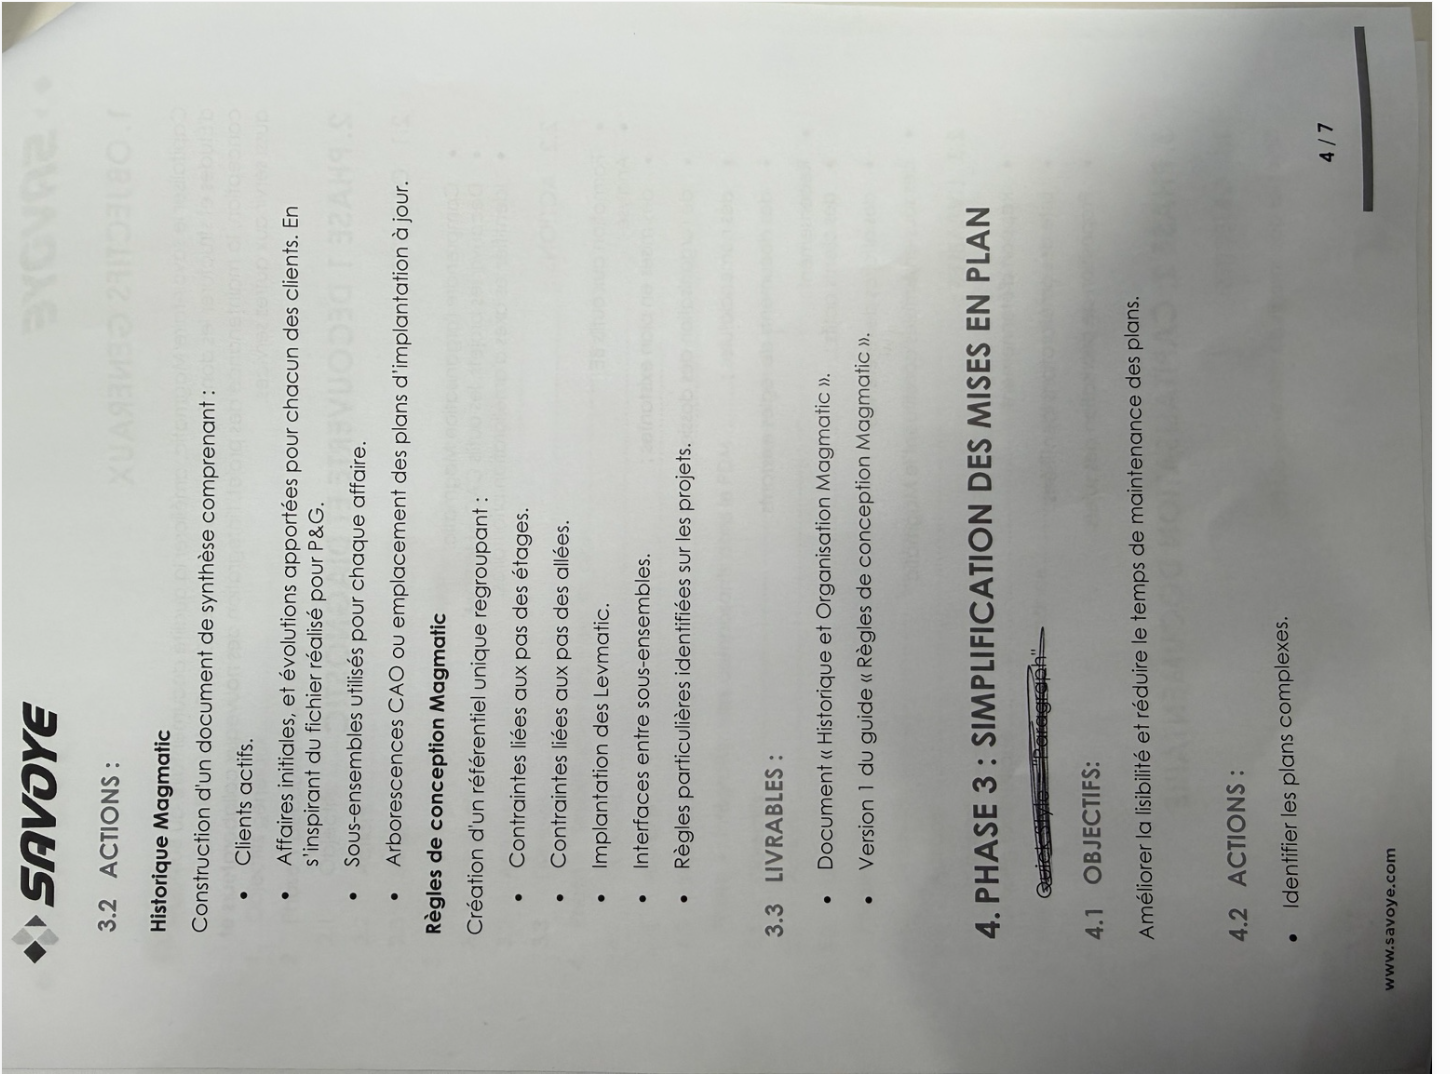 SAVOYE
3.2 ACTIONS :
Historique Magmatic
Construction d'un document de synthèse comprenant :
• Clients actifs.
• Affaires initiales, et évolutions apportées pour chacun des clients. En
s'inspirant du fichier réalisé pour P&G.
• Sous-ensembles utilisés pour chaque affaire.
• Arborescences CAO ou emplacement des plans d'implantation à jour.
Règles de conception Magmatic
Création d'un référentiel unique regroupant :
• Contraintes liées aux pas des étages.
• Contraintes liées aux pas des allées.
• Implantation des Levmatic.
• Interfaces entre sous-ensembles.
• Règles particulières identifiées sur les projets.
3.3 LIVRABLES :
• Document « Historique et Organisation Magmatic ».
• Version 1 du guide « Règles de conception Magmatic ».
4. PHASE 3 : SIMPLIFICATION DES MISES EN PLAN
QuickStyle "Paragraph"
4.1 OBJECTIFS:
Améliorer la lisibilité et réduire le temps de maintenance des plans.
4.2 ACTIONS :
• Identifier les plans complexes.
www.savoye.com
4 / 7